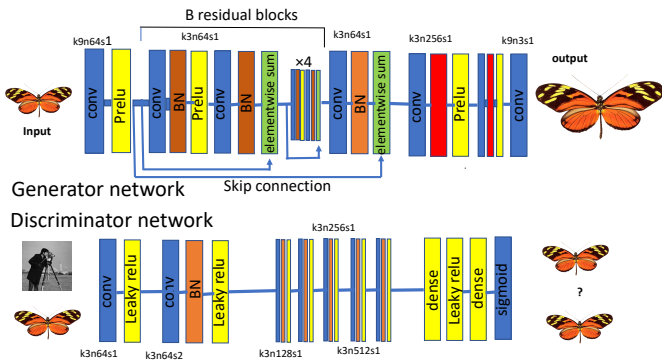 B residual blocks
k9n64s1
k3n64s1
k3n64s1
k3n256s1
k9n3s1
×4
output
Input
conv
Prelu
conv
BN
Prelu
conv
BN
elementwise sum
conv
BN
elementwise sum
conv
Prelu
conv
Skip connection
Generator network
Discriminator network
k3n256s1
conv
Leaky relu
conv
BN
Leaky relu
dense
Leaky relu
dense
sigmoid
?
k3n64s1
k3n64s2
k3n128s1
k3n512s1